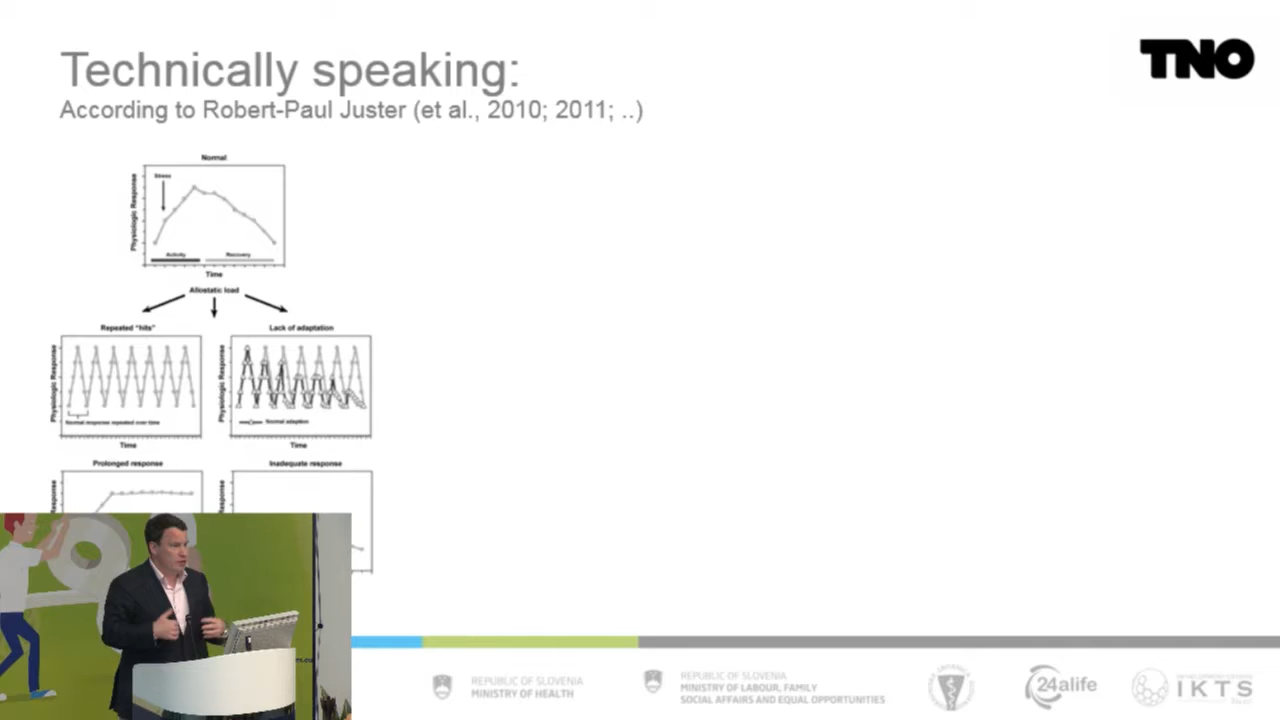 Technically speaking:
According to Robert-Paul Juster (et al., 2010; 2011; ..)
TNO
Normal
Physiologic Response
Stress
Activity
Recovery
Time
Allostatic load
Repeated "hits"
Physiologic Response
Normal response repeated over time
Time
Lack of adaptation
Physiologic Response
Normal adaption
Time
Prolonged response
Response
Inadequate response
Response
REPUBLIC OF SLOVENIA
MINISTRY OF HEALTH
REPUBLIC OF SLOVENIA
MINISTRY OF LABOUR, FAMILY
SOCIAL AFFAIRS AND EQUAL OPPORTUNITIES
24alife
IKTS